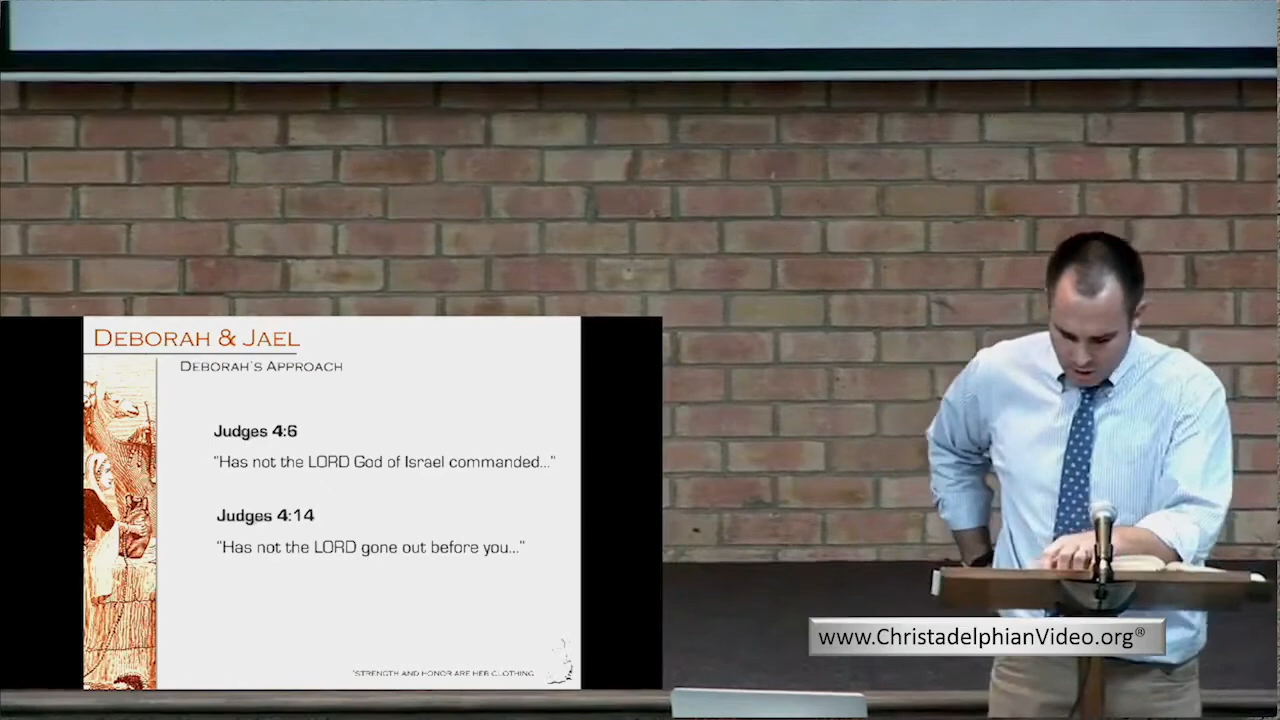 DEBORAH & JAEL
DEBORAH'S APPROACH
Judges 4:6
"Has not the LORD God of Israel commanded..."
Judges 4:14
"Has not the LORD gone out before you..."
"STRENGTH AND HONOR ARE HER CLOTHING
www.ChristadelphianVideo.org®